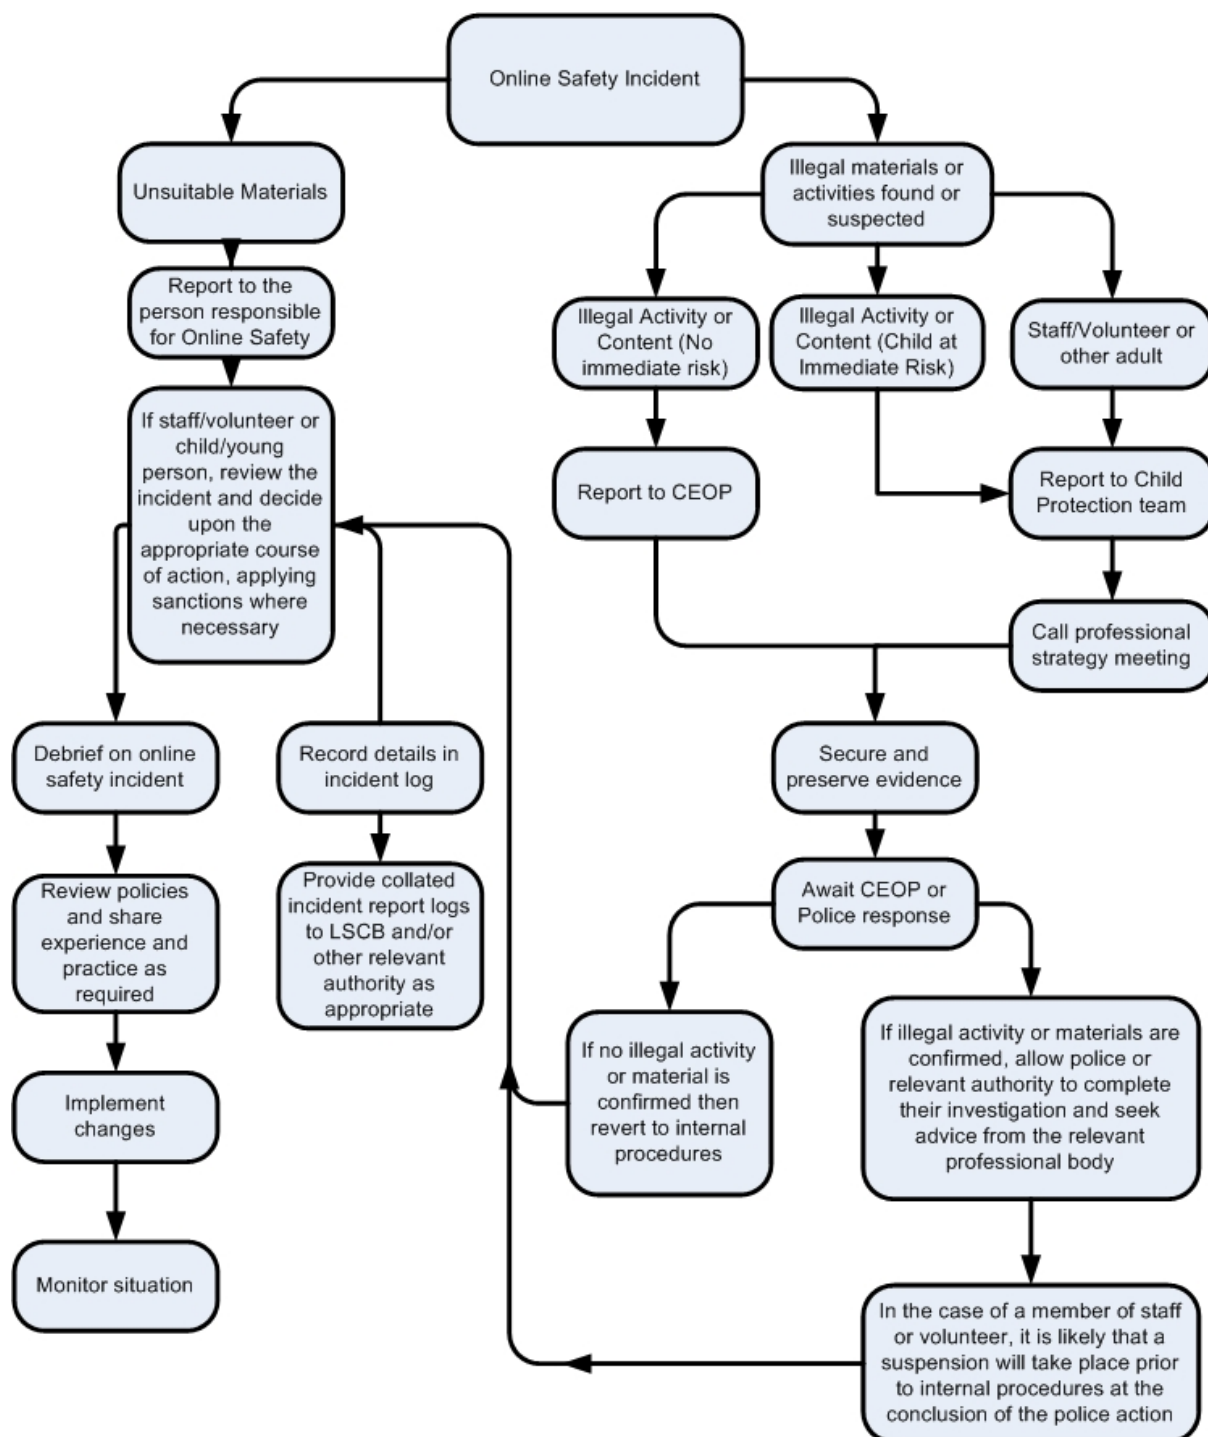 Online Safety Incident
Unsuitable Materials
Illegal materials or
activities found or
suspected
Report to the
person responsible
for Online Safety
Illegal Activity or
Content (No
immediate risk)
Illegal Activity or
Content (Child at
Immediate Risk)
Staff/Volunteer or
other adult
If staff/volunteer or
child/young
person, review the
incident and decide
upon the
appropriate course
of action, applying
sanctions where
necessary
Report to CEOP
Report to Child
Protection team
Call professional
strategy meeting
Debrief on online
safety incident
Record details in
incident log
Secure and
preserve evidence
Review policies
and share
experience and
practice as
required
Provide collated
incident report logs
to LSCB and/or
other relevant
authority as
appropriate
Await CEOP or
Police response
If no illegal activity
or material is
confirmed then
revert to internal
procedures
If illegal activity or materials are
confirmed, allow police or
relevant authority to complete
their investigation and seek
advice from the relevant
professional body
Implement
changes
Monitor situation
In the case of a member of staff
or volunteer, it is likely that a
suspension will take place prior
to internal procedures at the
conclusion of the police action